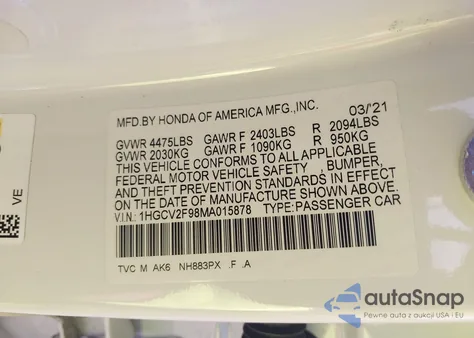 MFD.BY HONDA OF AMERICA MFG.,INC. 03/21
GVWR 4475LBS GAWR F 2403LBS R 2094LBS
GVWR 2030KG GAWR F 1090KG R 950KG
THIS VEHICLE CONFORMS TO ALL APPLICABLE
FEDERAL MOTOR VEHICLE SAFETY , BUMPER,
AND THEFT PREVENTION STANDARDS IN EFFECT
ON THE DATE OF MANUFACTURE SHOWN ABOVE.
V.I.N: 1HGCV2F98MA015878 TYPE:PASSENGER CAR
TVC M AK6 NH883PX .F .A
VE
autoSnap
Pewne auta z aukcji USA i EU